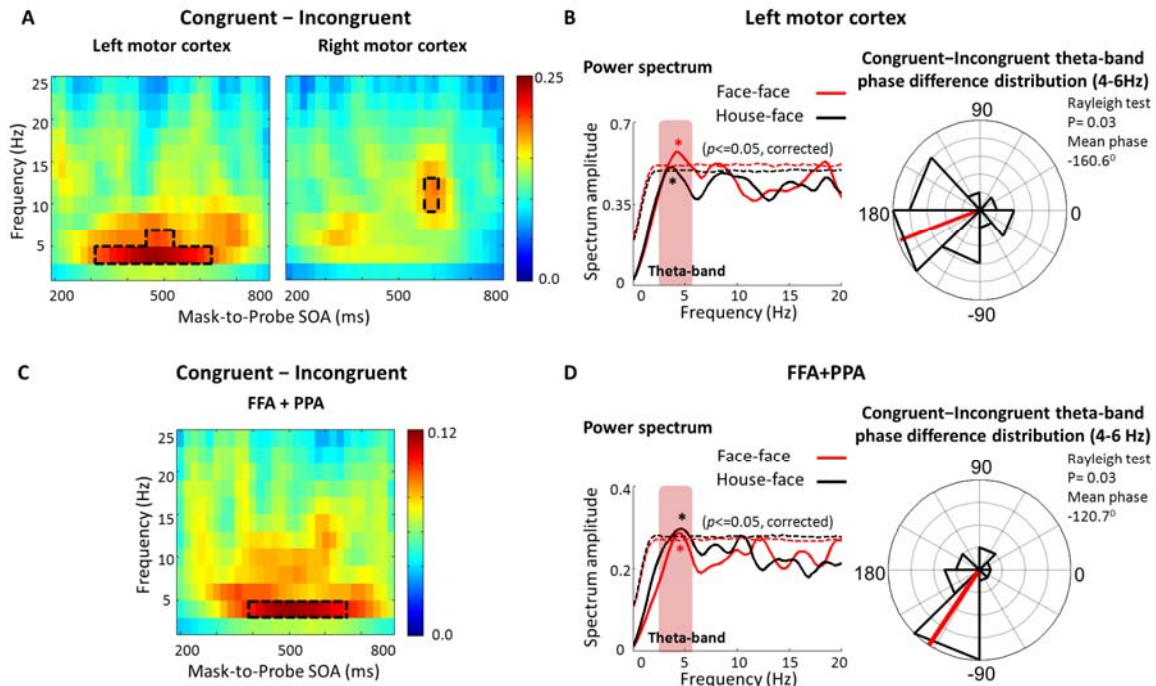 A
Congruent – Incongruent
Left motor cortex
Right motor cortex
Frequency (Hz)
25
20
15
10
5
200
500
800
200
500
800
Mask-to-Probe SOA (ms)
0.25
0.0
B
Left motor cortex
Power spectrum
Face-face
House-face
0.7
0.35
0
(p<=0.05, corrected)
*
*
Theta-band
Spectrum amplitude
0
5
10
15
20
Frequency (Hz)
Congruent–Incongruent theta-band
phase difference distribution (4-6Hz)
Rayleigh test
P= 0.03
Mean phase
-160.6⁰
90
180
0
-90
C
Congruent – Incongruent
FFA + PPA
Frequency (Hz)
25
20
15
10
5
200
500
800
Mask-to-Probe SOA (ms)
0.12
0.0
D
FFA+PPA
Power spectrum
Face-face
House-face
0.4
0.2
0
(p<=0.05, corrected)
*
*
Theta-band
Spectrum amplitude
0
5
10
15
20
Frequency (Hz)
Congruent–Incongruent theta-band
phase difference distribution (4-6 Hz)
Rayleigh test
P= 0.03
Mean phase
-120.7⁰
90
180
0
-90